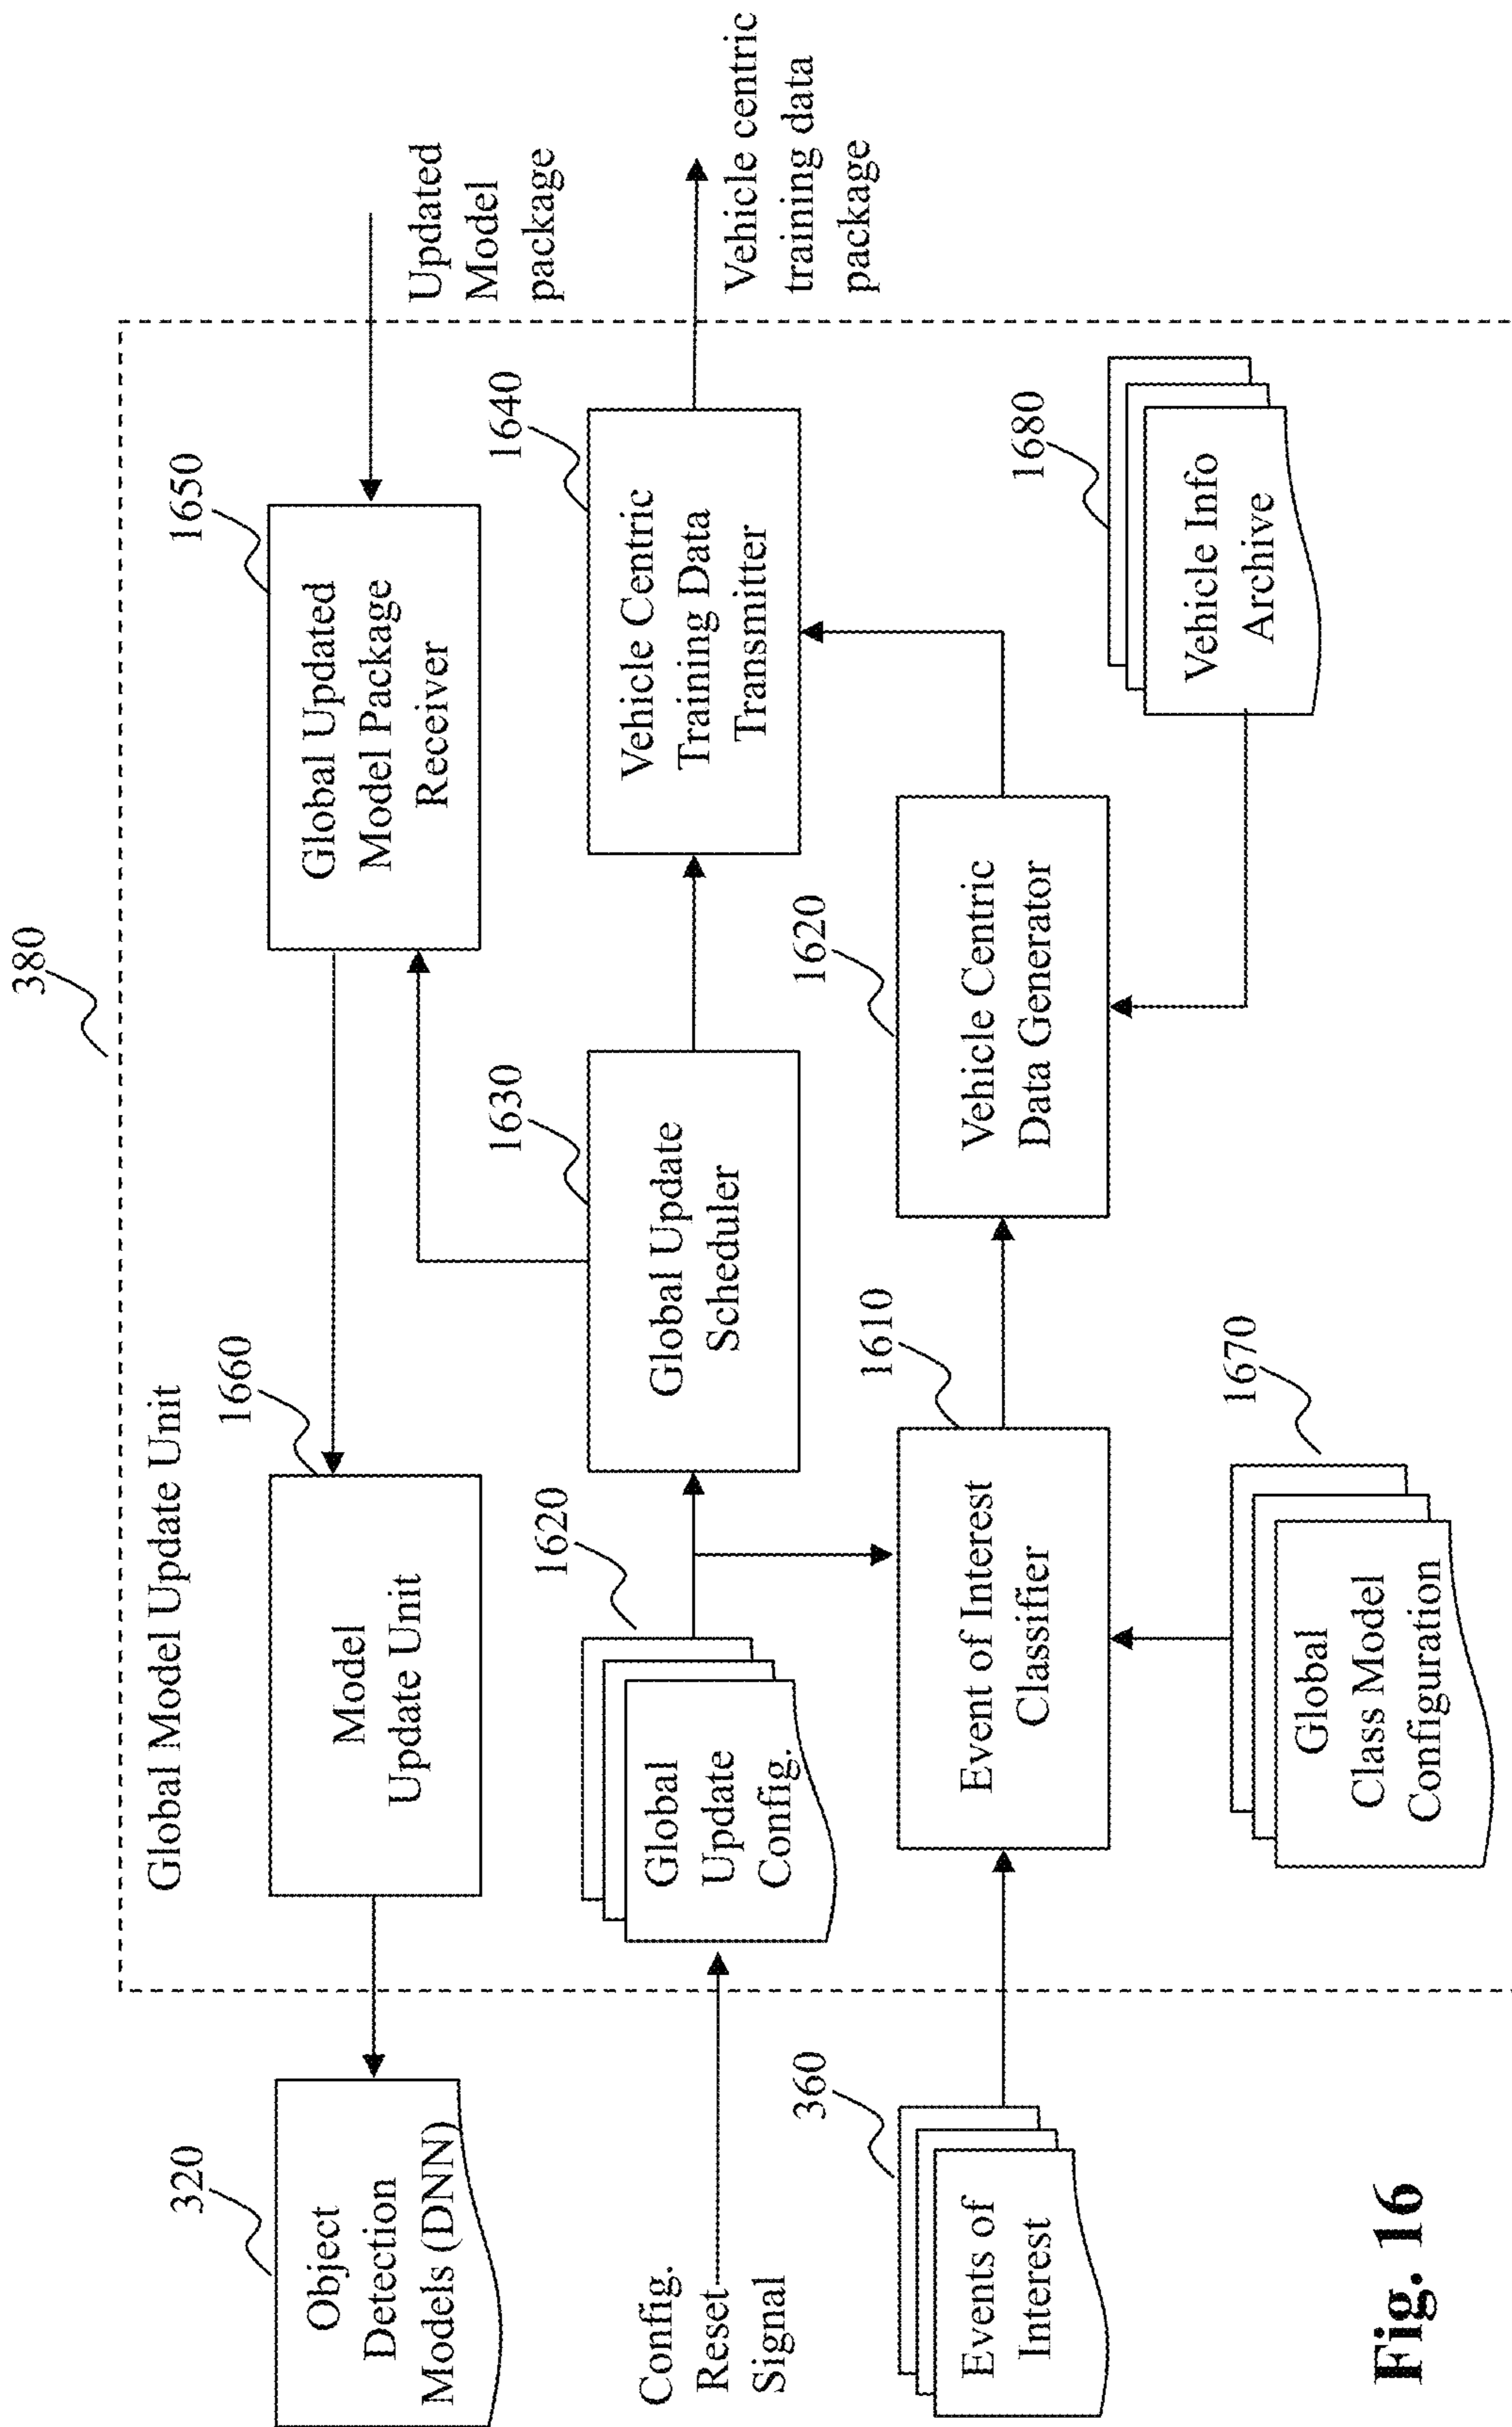 380
Global Model Update Unit
320
Object
Detection
Models (DNN)
1660
Model
Update Unit
1650
Global Updated
Model Package
Receiver
Updated
Model
package
Config.
Reset
Signal
1620
Global
Update
Config.
1630
Global Update
Scheduler
1640
Vehicle Centric
Training Data
Transmitter
Vehicle centric
training data
package
360
Events of
Interest
1610
Event of Interest
Classifier
1620
Vehicle Centric
Data Generator
1680
Vehicle Info
Archive
1670
Global
Class Model
Configuration
Fig. 16